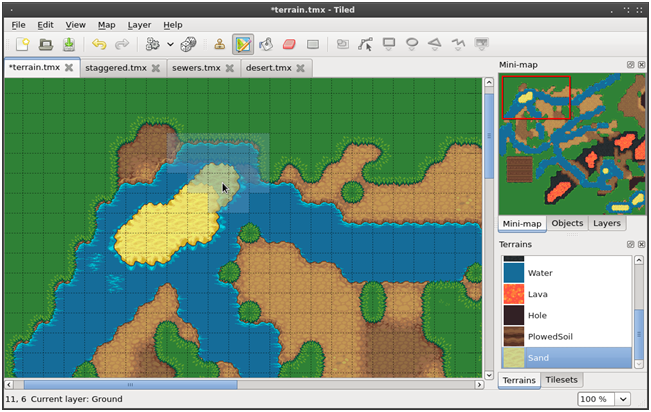 *terrain.tmx - Tiled
File Edit View Map Layer Help
*terrain.tmx staggered.tmx sewers.tmx desert.tmx
Mini-map
Mini-map Objects Layers
Terrains
Water
Lava
Hole
PlowedSoil
Sand
Terrains Tilesets
11, 6 Current layer: Ground
100 %